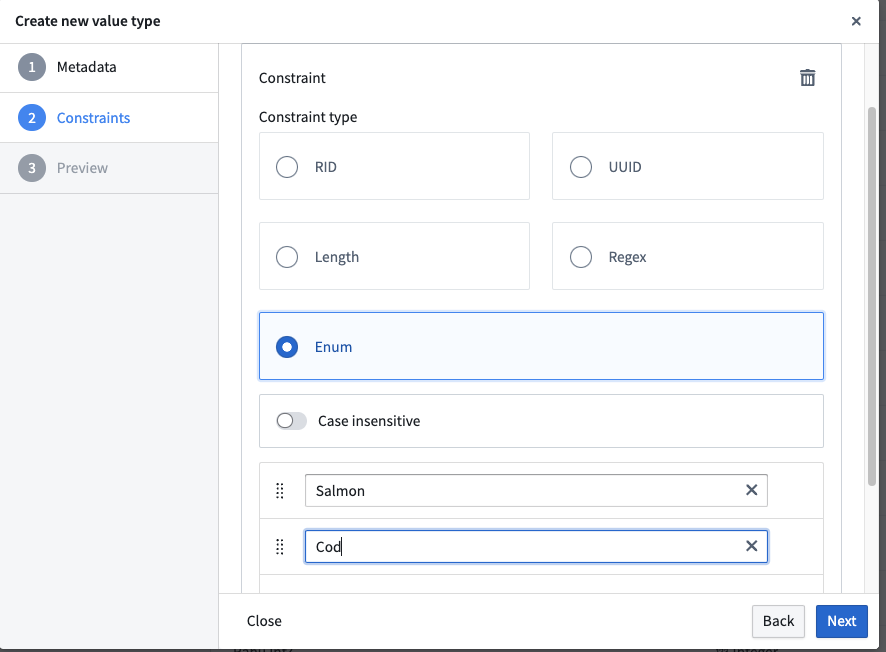 Create new value type
1 Metadata
2 Constraints
3 Preview
Constraint
Constraint type
RID
UUID
Length
Regex
Enum
Case insensitive
Salmon
Cod
Close
Back
Next